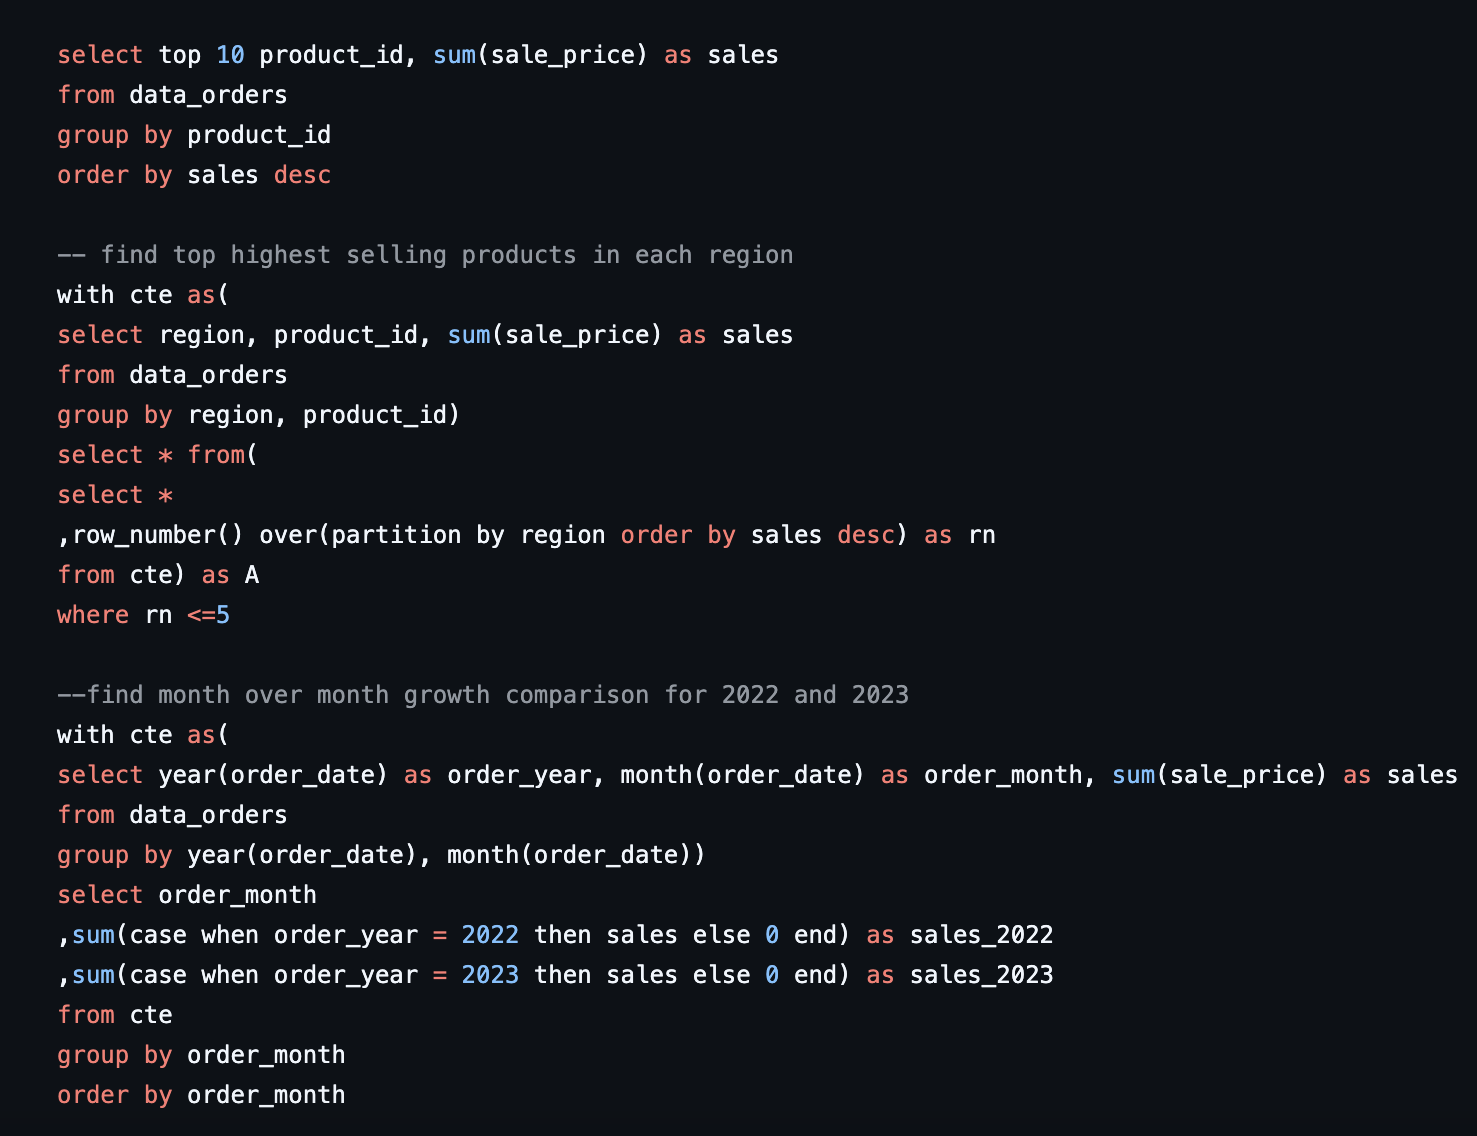 select top 10 product_id, sum(sale_price) as sales
from data_orders
group by product_id
order by sales desc
-- find top highest selling products in each region
with cte as(
select region, product_id, sum(sale_price) as sales
from data_orders
group by region, product_id)
select * from(
select *
,row_number() over(partition by region order by sales desc) as rn
from cte) as A
where rn <=5
--find month over month growth comparison for 2022 and 2023
with cte as(
select year(order_date) as order_year, month(order_date) as order_month, sum(sale_price) as sales
from data_orders
group by year(order_date), month(order_date))
select order_month
,sum(case when order_year = 2022 then sales else 0 end) as sales_2022
,sum(case when order_year = 2023 then sales else 0 end) as sales_2023
from cte
group by order_month
order by order_month